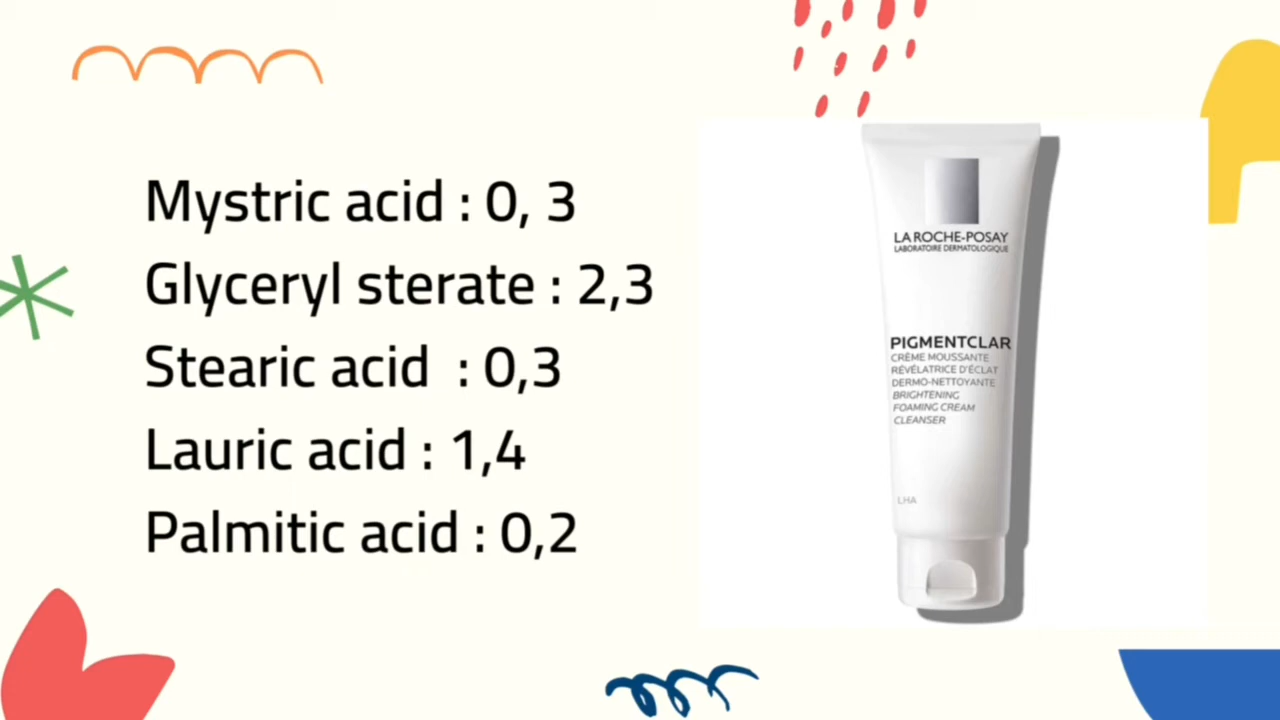 Mystric acid : 0, 3
Glyceryl sterate : 2,3
Stearic acid : 0,3
Lauric acid : 1,4
Palmitic acid : 0,2
LA ROCHE-POSAY
LABORATOIRE DERMATOLOGIQUE
PIGMENTCLAR
CRÈME MOUSSANTE
RÉVÉLATRICE D'ÉCLAT
DERMO-NETTOYANTE
BRIGHTENING
FOAMING CREAM
CLEANSER
LHA